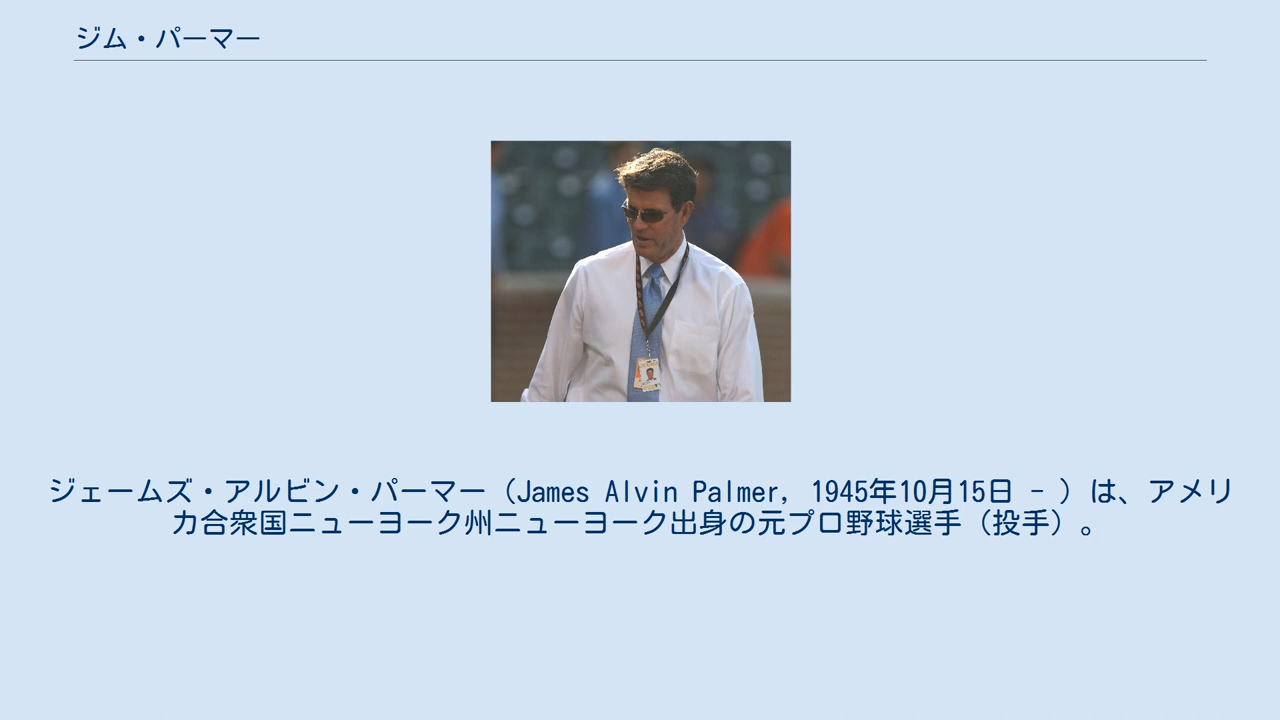 ジム・パーマー
ジェームズ・アルビン・パーマー（James Alvin Palmer, 1945年10月15日 - ）は、アメリ
カ合衆国ニューヨーク州ニューヨーク出身の元プロ野球選手（投手）。